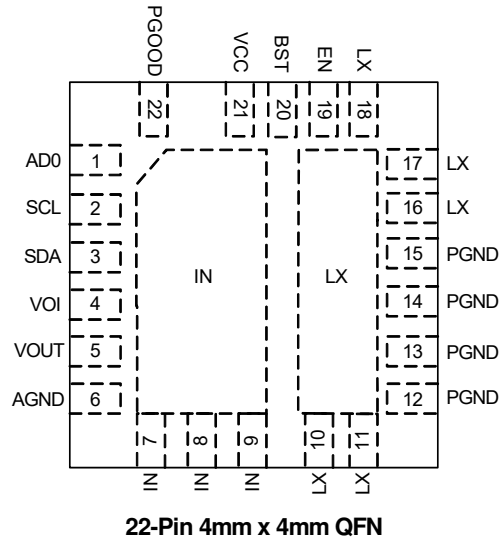 PGOOD
VCC
BST
EN
LX
22
21
20
19
18
AD0 1
SCL 2
SDA 3
VOI 4
VOUT 5
AGND 6
IN
LX
17 LX
16 LX
15 PGND
14 PGND
13 PGND
12 PGND
7
8
9
10
11
IN
IN
IN
LX
LX
22-Pin 4mm x 4mm QFN